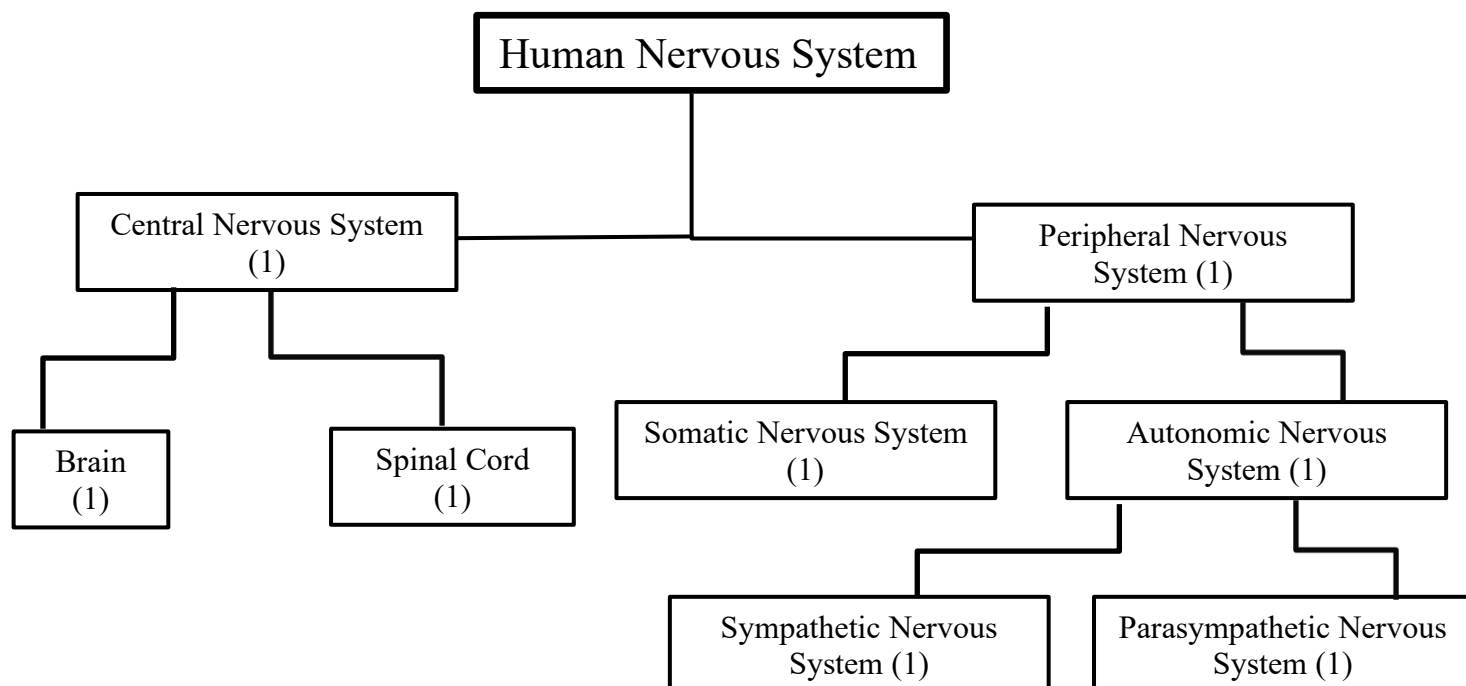 Human Nervous System
Central Nervous System
(1)
Peripheral Nervous
System (1)
Brain
(1)
Spinal Cord
(1)
Somatic Nervous System
(1)
Autonomic Nervous
System (1)
Sympathetic Nervous
System (1)
Parasympathetic Nervous
System (1)